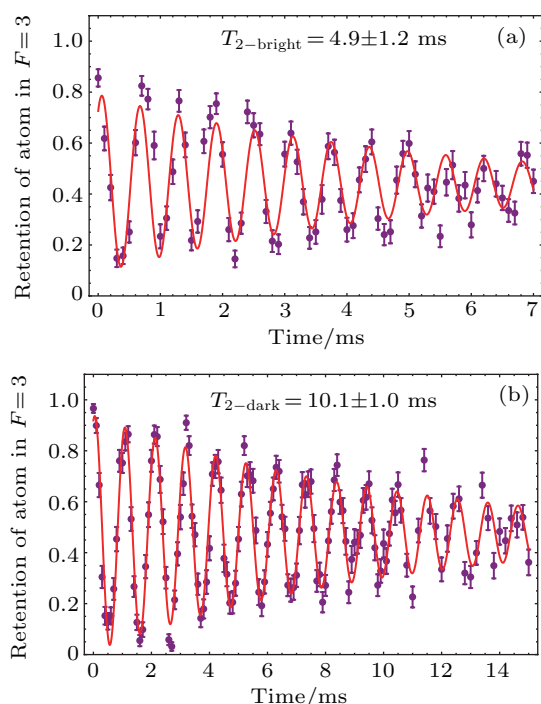 (a)
T2−bright = 4.9±1.2 ms
Retention of atom in F=3
1.0
0.8
0.6
0.4
0.2
0
0 1 2 3 4 5 6 7
Time/ms
(b)
T2−dark = 10.1±1.0 ms
Retention of atom in F=3
1.0
0.8
0.6
0.4
0.2
0
0 2 4 6 8 10 12 14
Time/ms